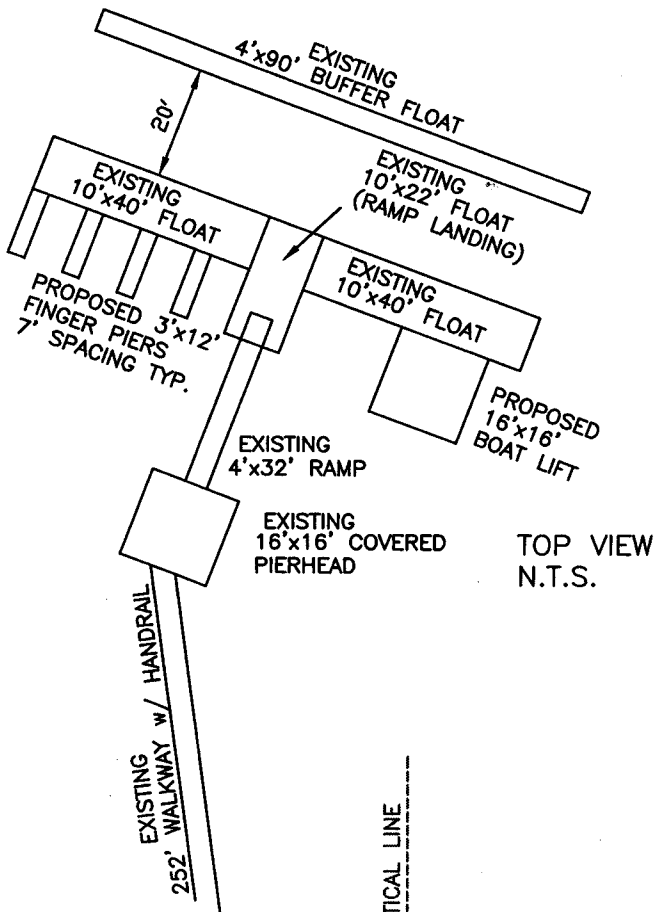 EXISTING
4'x90' BUFFER FLOAT
20'
EXISTING
10'x22' FLOAT
(RAMP LANDING)
EXISTING
10'x40' FLOAT
EXISTING
10'x40' FLOAT
PROPOSED 3'x12'
FINGER PIERS
7' SPACING TYP.
PROPOSED
16'x16'
BOAT LIFT
EXISTING
4'x32' RAMP
EXISTING
16'x16' COVERED
PIERHEAD
TOP VIEW
N.T.S.
EXISTING
252' WALKWAY w/ HANDRAIL
TICAL LINE